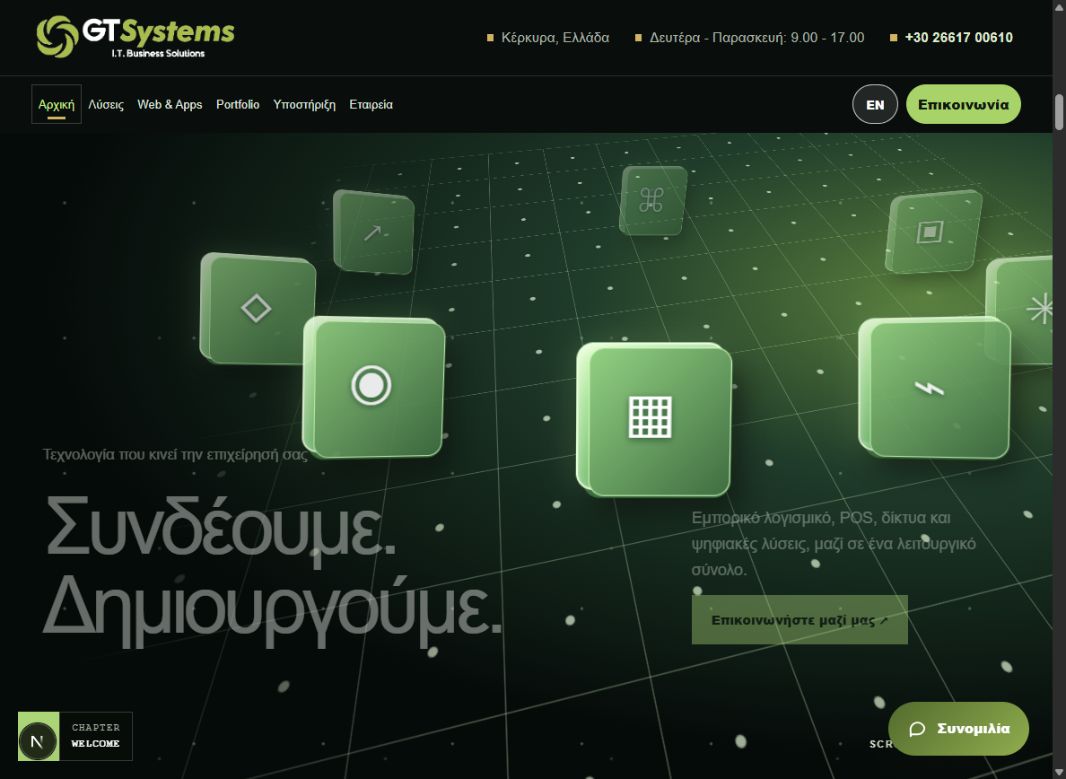 GTSystems
I.T. Business Solutions
Κέρκυρα, Ελλάδα
Δευτέρα - Παρασκευή: 9.00 - 17.00
+30 26617 00610
Αρχική
Λύσεις
Web & Apps
Portfolio
Υποστήριξη
Εταιρεία
EN
Επικοινωνία
Τεχνολογία που κινεί την επιχείρησή σας
Συνδέουμε.
Δημιουργούμε.
Εμπορικό λογισμικό, POS, δίκτυα και
ψηφιακές λύσεις, μαζί σε ένα λειτουργικό
σύνολο.
Επικοινωνήστε μαζί μας ↗
N
CHAPTER
WELCOME
Συνομιλία